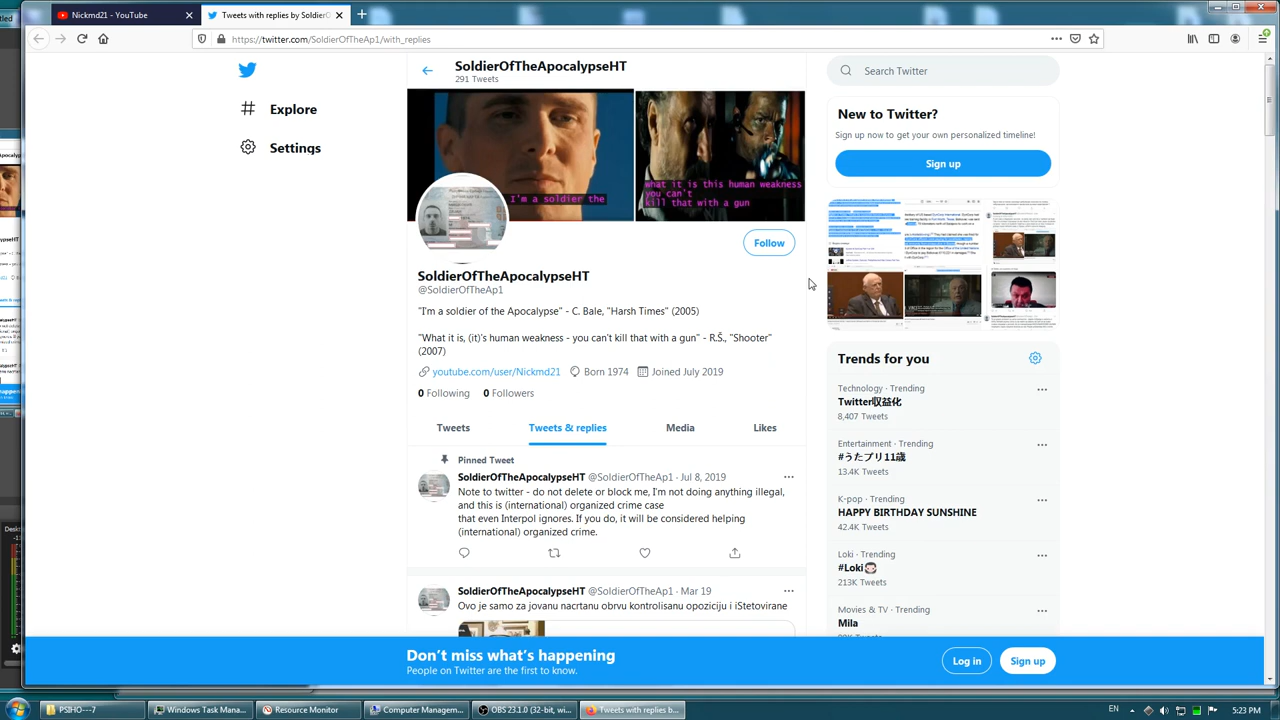 Nickmd21 - YouTube
Tweets with replies by SoldierO
https://twitter.com/SoldierOfTheAp1/with_replies
SoldierOfTheApocalypseHT
291 Tweets
Search Twitter
Explore
Settings
New to Twitter?
Sign up now to get your own personalized timeline!
Sign up
I'm a soldier the
what it is this human weakness
you can't
kill that with a gun
Follow
SoldierOfTheApocalypseHT
@SoldierOfTheAp1
"I'm a soldier of the Apocalypse" - C. Bale, "Harsh Times" (2005)
"What it is, (it)'s human weakness - you can't kill that with a gun" - R.S., "Shooter"
(2007)
youtube.com/user/Nickmd21 Born 1974 Joined July 2019
0 Following 0 Followers
Tweets Tweets & replies Media Likes
Pinned Tweet
SoldierOfTheApocalypseHT @SoldierOfTheAp1 · Jul 8, 2019
Note to twitter - do not delete or block me, I'm not doing anything illegal,
and this is (international) organized crime case
that even Interpol ignores. If you do, it will be considered helping
(international) organized crime.
SoldierOfTheApocalypseHT @SoldierOfTheAp1 · Mar 19
Ovo je samo za jovanu nacrtanu obrvu kontrolisanu opoziciju i iStetovirane
Trends for you
Technology · Trending
Twitter収益化
8,407 Tweets
Entertainment · Trending
#うたプリ11歳
13.4K Tweets
K-pop · Trending
HAPPY BIRTHDAY SUNSHINE
42.4K Tweets
Loki · Trending
#Loki
213K Tweets
Movies & TV · Trending
Mila
Don't miss what's happening
People on Twitter are the first to know.
Log in
Sign up
PSIHO---7
Windows Task Mana...
Resource Monitor
Computer Managem...
OBS 23.1.0 (32-bit, wi...
Tweets with replies b...
EN
5:23 PM